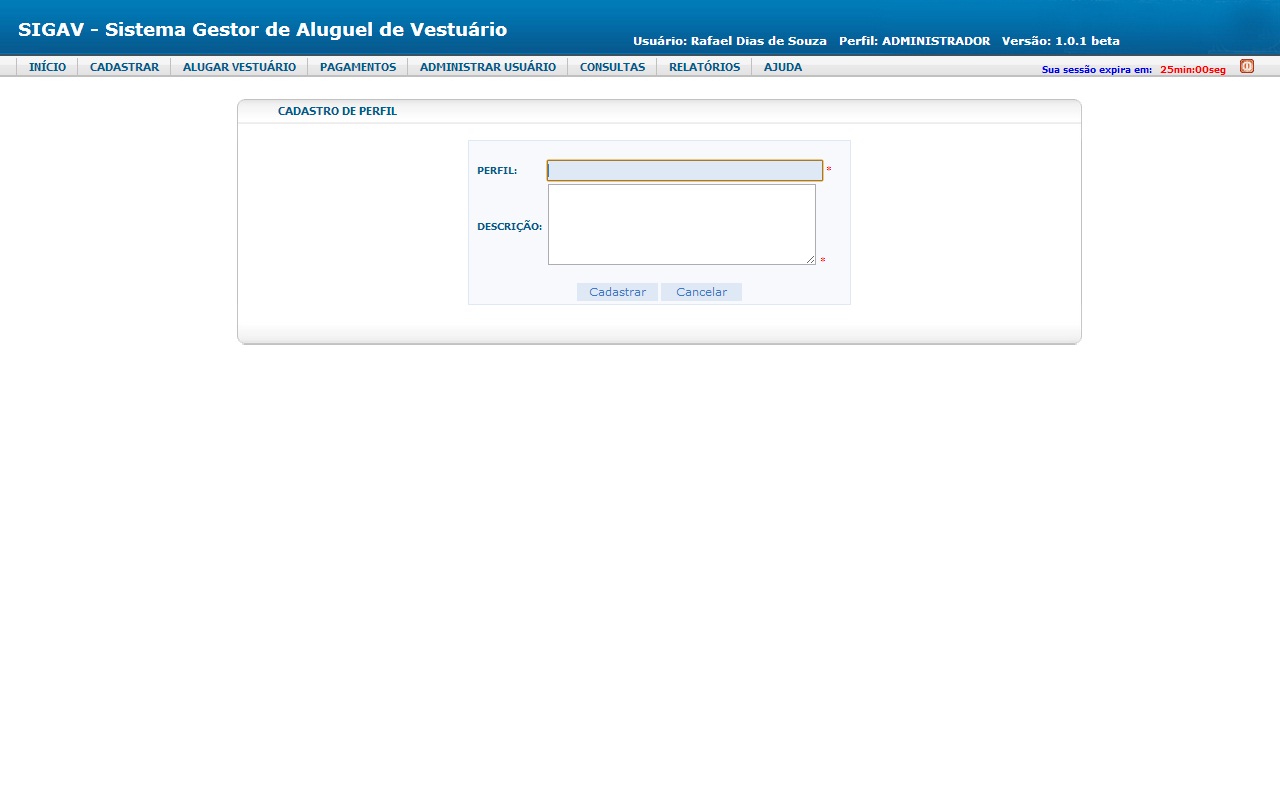 SIGAV - Sistema Gestor de Aluguel de Vestuário
Usuário: Rafael Dias de Souza Perfil: ADMINISTRADOR Versão: 1.0.1 beta
INÍCIO CADASTRAR ALUGAR VESTUÁRIO PAGAMENTOS ADMINISTRAR USUÁRIO CONSULTAS RELATÓRIOS AJUDA
Sua sessão expira em: 25min:00seg
CADASTRO DE PERFIL
PERFIL: *
DESCRIÇÃO: *
Cadastrar Cancelar